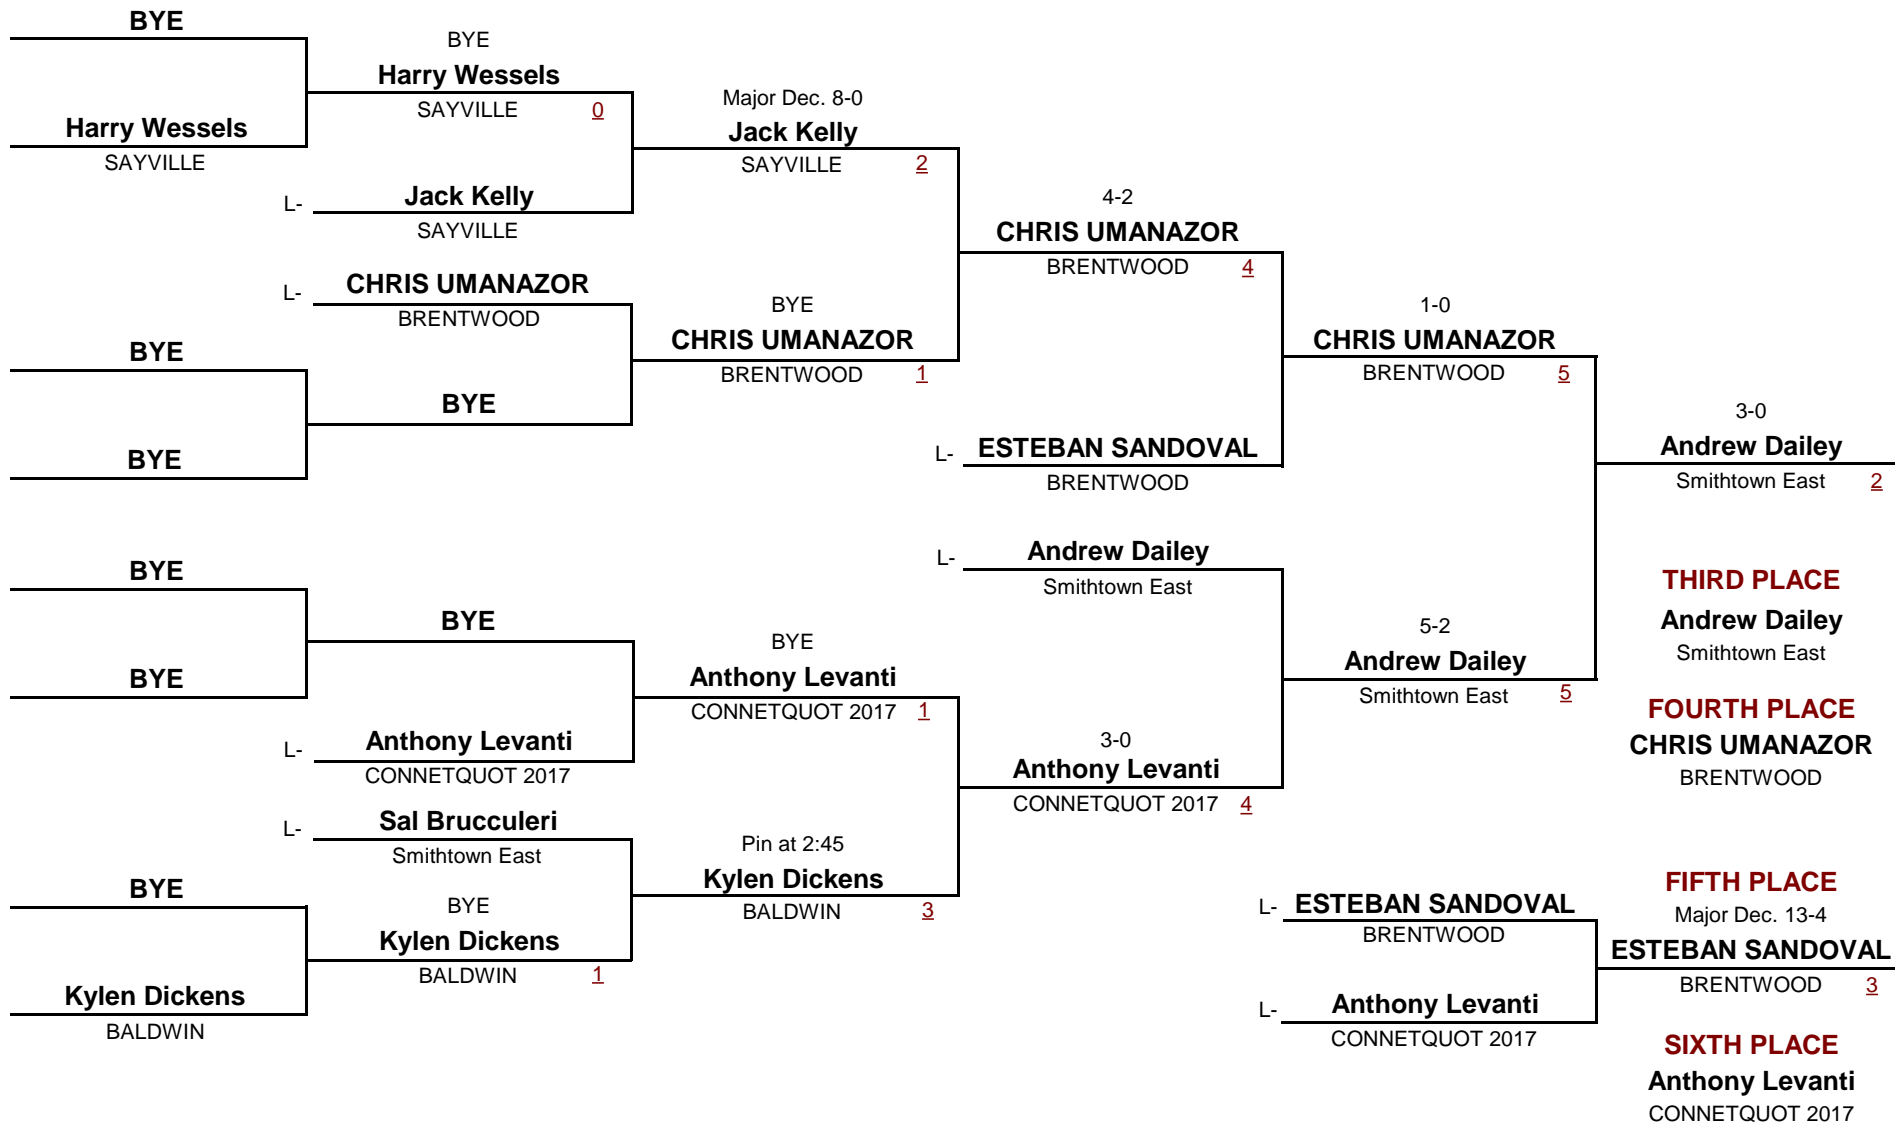 BYE
Harry Wessels
SAYVILLE
BYE
BYE
BYE
BYE
BYE
Kylen Dickens
BALDWIN
BYE
Harry Wessels
SAYVILLE 0
L- Jack Kelly
SAYVILLE
L- CHRIS UMANAZOR
BRENTWOOD
BYE
BYE
L- Anthony Levanti
CONNETQUOT 2017
L- Sal Brucculeri
Smithtown East
BYE
Kylen Dickens
BALDWIN 1
Major Dec. 8-0
Jack Kelly
SAYVILLE 2
BYE
CHRIS UMANAZOR
BRENTWOOD 1
BYE
Anthony Levanti
CONNETQUOT 2017 1
Pin at 2:45
Kylen Dickens
BALDWIN 3
4-2
CHRIS UMANAZOR
BRENTWOOD 4
L- ESTEBAN SANDOVAL
BRENTWOOD
L- Andrew Dailey
Smithtown East
3-0
Anthony Levanti
CONNETQUOT 2017 4
1-0
CHRIS UMANAZOR
BRENTWOOD 5
5-2
Andrew Dailey
Smithtown East 5
L- ESTEBAN SANDOVAL
BRENTWOOD
L- Anthony Levanti
CONNETQUOT 2017
3-0
Andrew Dailey
Smithtown East 2
THIRD PLACE
Andrew Dailey
Smithtown East
FOURTH PLACE
CHRIS UMANAZOR
BRENTWOOD
FIFTH PLACE
Major Dec. 13-4
ESTEBAN SANDOVAL
BRENTWOOD 3
SIXTH PLACE
Anthony Levanti
CONNETQUOT 2017